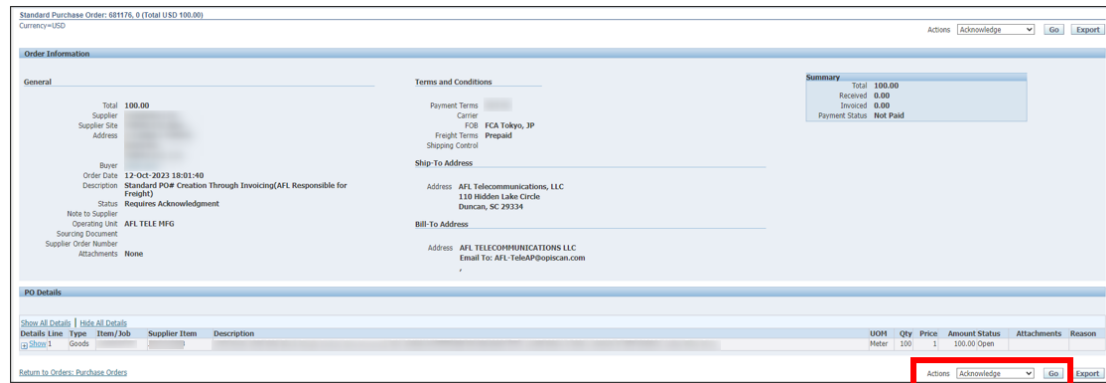 Standard Purchase Order: 681176, 0 (Total USD 100.00)
Currency=USD
Actions Acknowledge Go Export
Order Information
General
Total 100.00
Supplier
Supplier Site
Address
Buyer
Order Date 12-Oct-2023 18:01:40
Description Standard PO# Creation Through Invoicing(AFL Responsible for
Freight)
Status Requires Acknowledgment
Note to Supplier
Operating Unit AFL TELE MFG
Sourcing Document
Supplier Order Number
Attachments None
Terms and Conditions
Payment Terms
Carrier
FOB FCA Tokyo, JP
Freight Terms Prepaid
Shipping Control
Ship-To Address
Address AFL Telecommunications, LLC
110 Hidden Lake Circle
Duncan, SC 29334
Bill-To Address
Address AFL TELECOMMUNICATIONS LLC
Email To: AFL-TeleAP@opiscan.com
,
Summary
Total 100.00
Received 0.00
Invoiced 0.00
Payment Status Not Paid
PO Details
Show All Details | Hide All Details
Details Line Type Item/Job Supplier Item Description UOM Qty Price Amount Status Attachments Reason
Show 1 Goods Meter 100 1 100.00 Open
Return to Orders: Purchase Orders
Actions Acknowledge Go Export